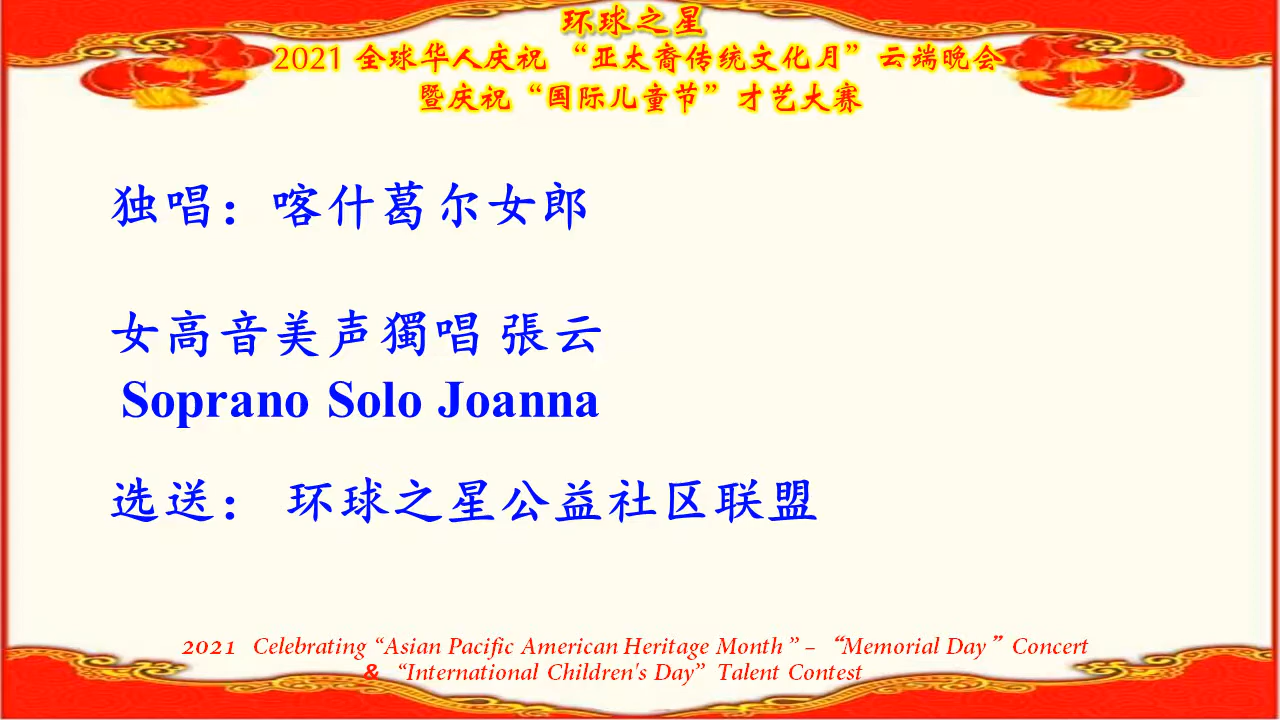 环球之星
2021 全球华人庆祝 “亚太裔传统文化月” 云端晚会
暨庆祝“国际儿童节”才艺大赛
独唱：喀什葛尔女郎
女高音美声獨唱 張云
Soprano Solo Joanna
选送： 环球之星公益社区联盟
2021 Celebrating “Asian Pacific American Heritage Month ” – “Memorial Day ” Concert
& “International Children's Day” Talent Contest